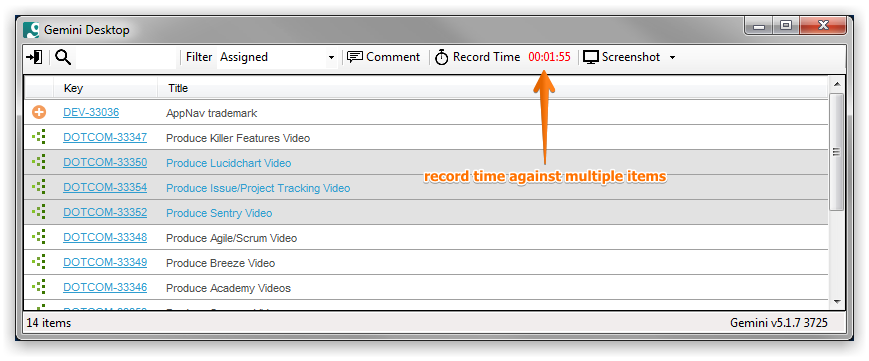 Gemini Desktop
Filter Assigned Comment Record Time 00:01:55 Screenshot
Key Title
DEV-33036 AppNav trademark
DOTCOM-33347 Produce Killer Features Video
DOTCOM-33350 Produce Lucidchart Video
record time against multiple items
DOTCOM-33354 Produce Issue/Project Tracking Video
DOTCOM-33352 Produce Sentry Video
DOTCOM-33348 Produce Agile/Scrum Video
DOTCOM-33349 Produce Breeze Video
DOTCOM-33346 Produce Academy Videos
14 items Gemini v5.1.7 3725